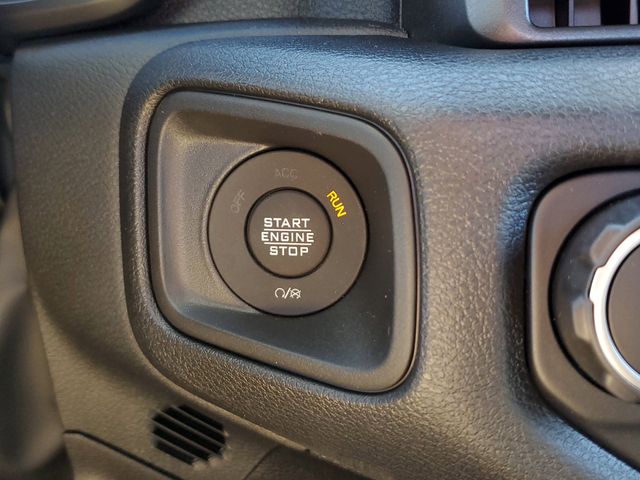 ACC
OFF
RUN
START
ENGINE
STOP